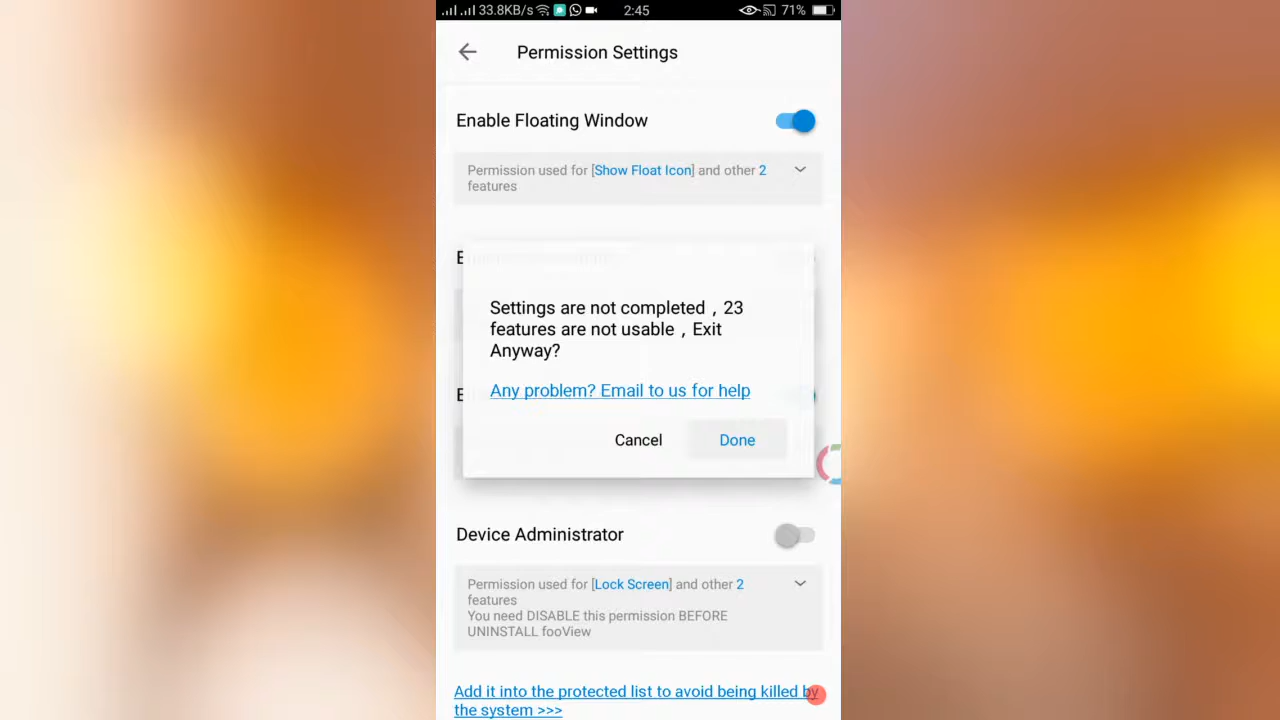 33.8KB/s 2:45 71%
Permission Settings
Enable Floating Window
Permission used for [Show Float Icon] and other 2
features
E
Settings are not completed , 23
features are not usable , Exit
Anyway?
E
Any problem? Email to us for help
Cancel Done
Device Administrator
Permission used for [Lock Screen] and other 2
features
You need DISABLE this permission BEFORE
UNINSTALL fooView
Add it into the protected list to avoid being killed by
the system >>>